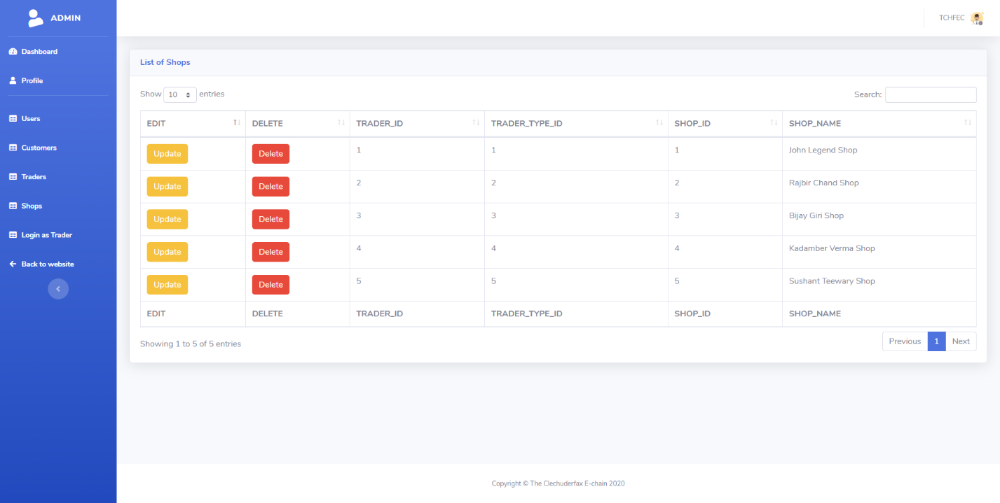 ADMIN
TCHFEC
Dashboard
Profile
Users
Customers
Traders
Shops
Login as Trader
Back to website
List of Shops
Show 10 entries
Search:
EDIT DELETE TRADER_ID TRADER_TYPE_ID SHOP_ID SHOP_NAME
Update Delete 1 1 1 John Legend Shop
Update Delete 2 2 2 Rajbir Chand Shop
Update Delete 3 3 3 Bijay Giri Shop
Update Delete 4 4 4 Kadamber Verma Shop
Update Delete 5 5 5 Sushant Teewary Shop
EDIT DELETE TRADER_ID TRADER_TYPE_ID SHOP_ID SHOP_NAME
Showing 1 to 5 of 5 entries
Previous 1 Next
Copyright © The Clechuderfax E-chain 2020